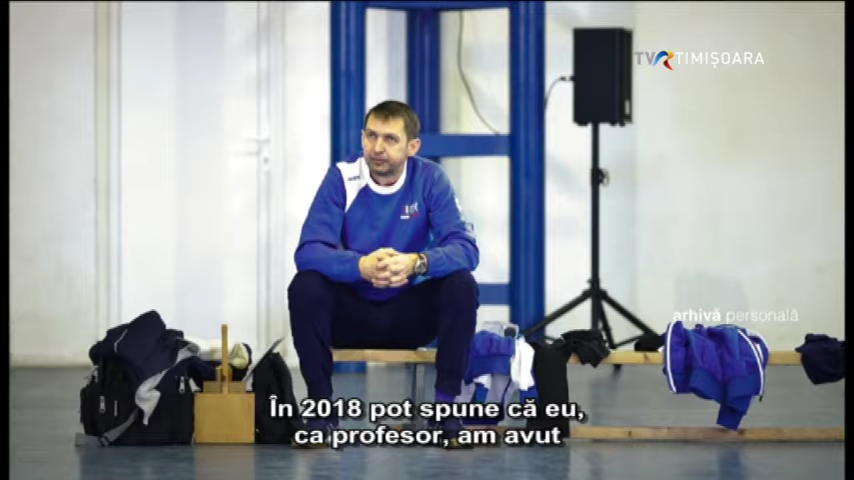 TVR TIMIȘOARA
arhivă personală
În 2018 pot spune că eu,
ca profesor, am avut